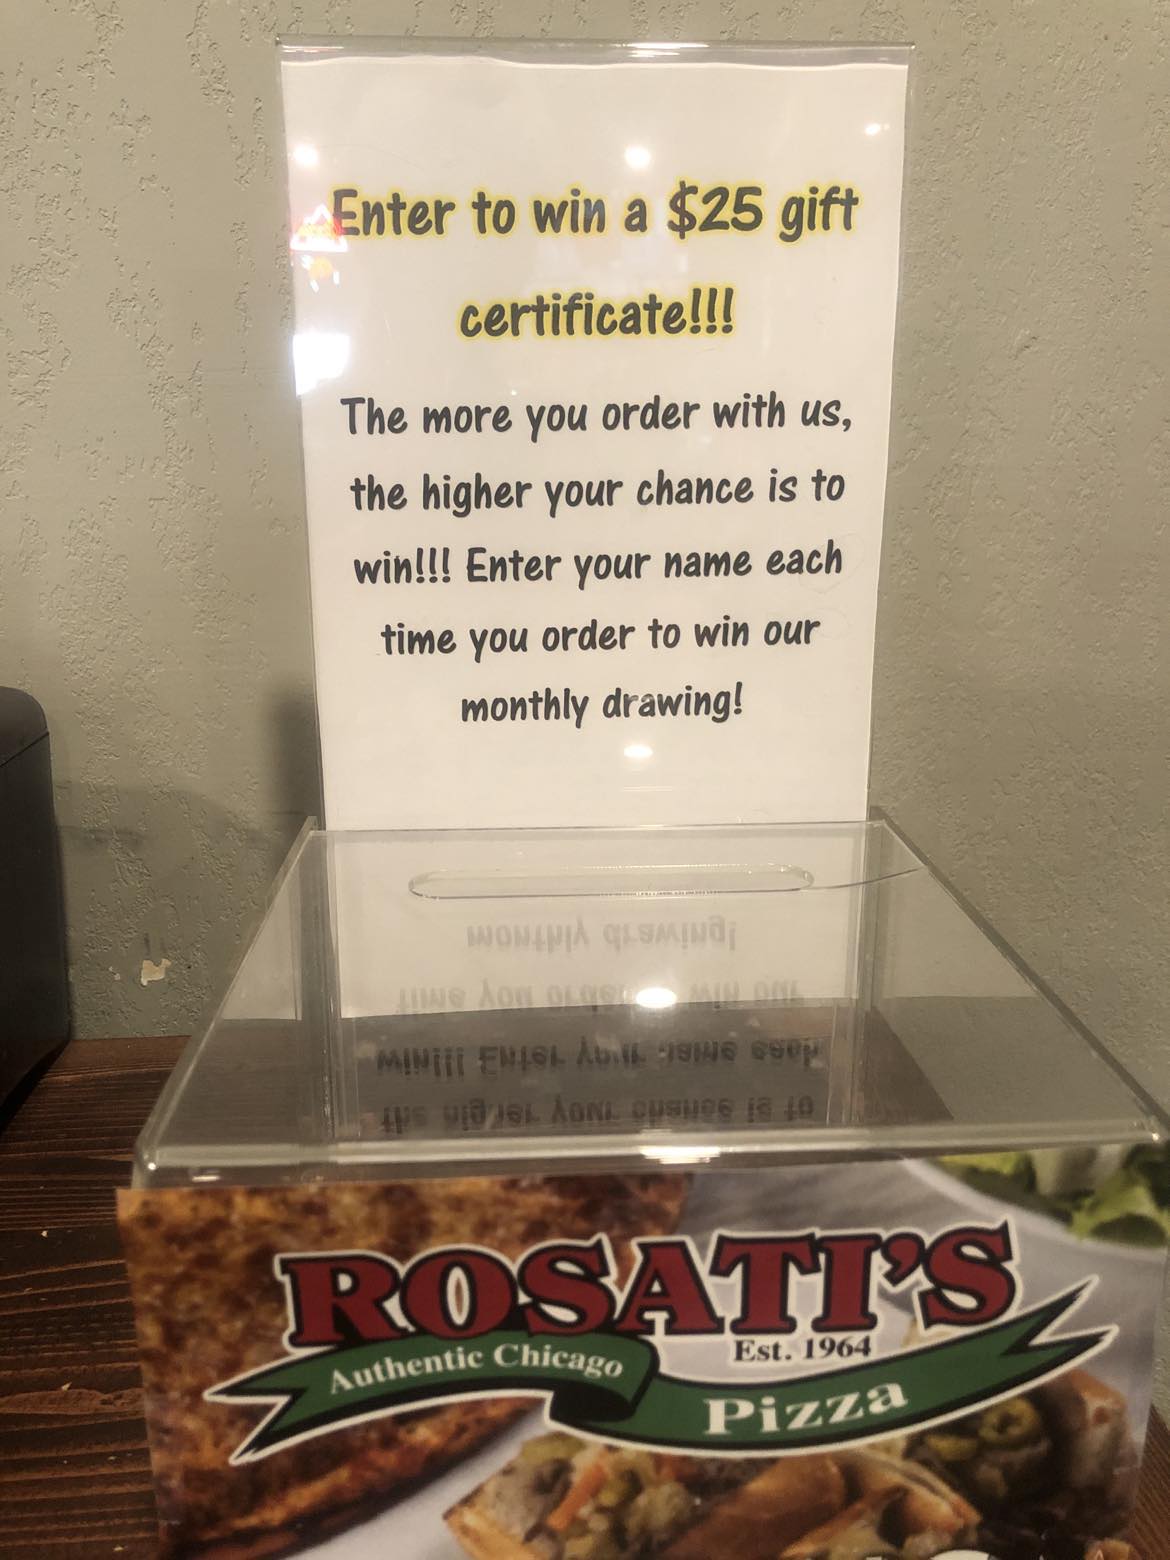 Enter to win a $25 gift
certificate!!!
The more you order with us,
the higher your chance is to
win!!! Enter your name each
time you order to win our
monthly drawing!
ROSATI'S
Est. 1964
Authentic Chicago
Pizza